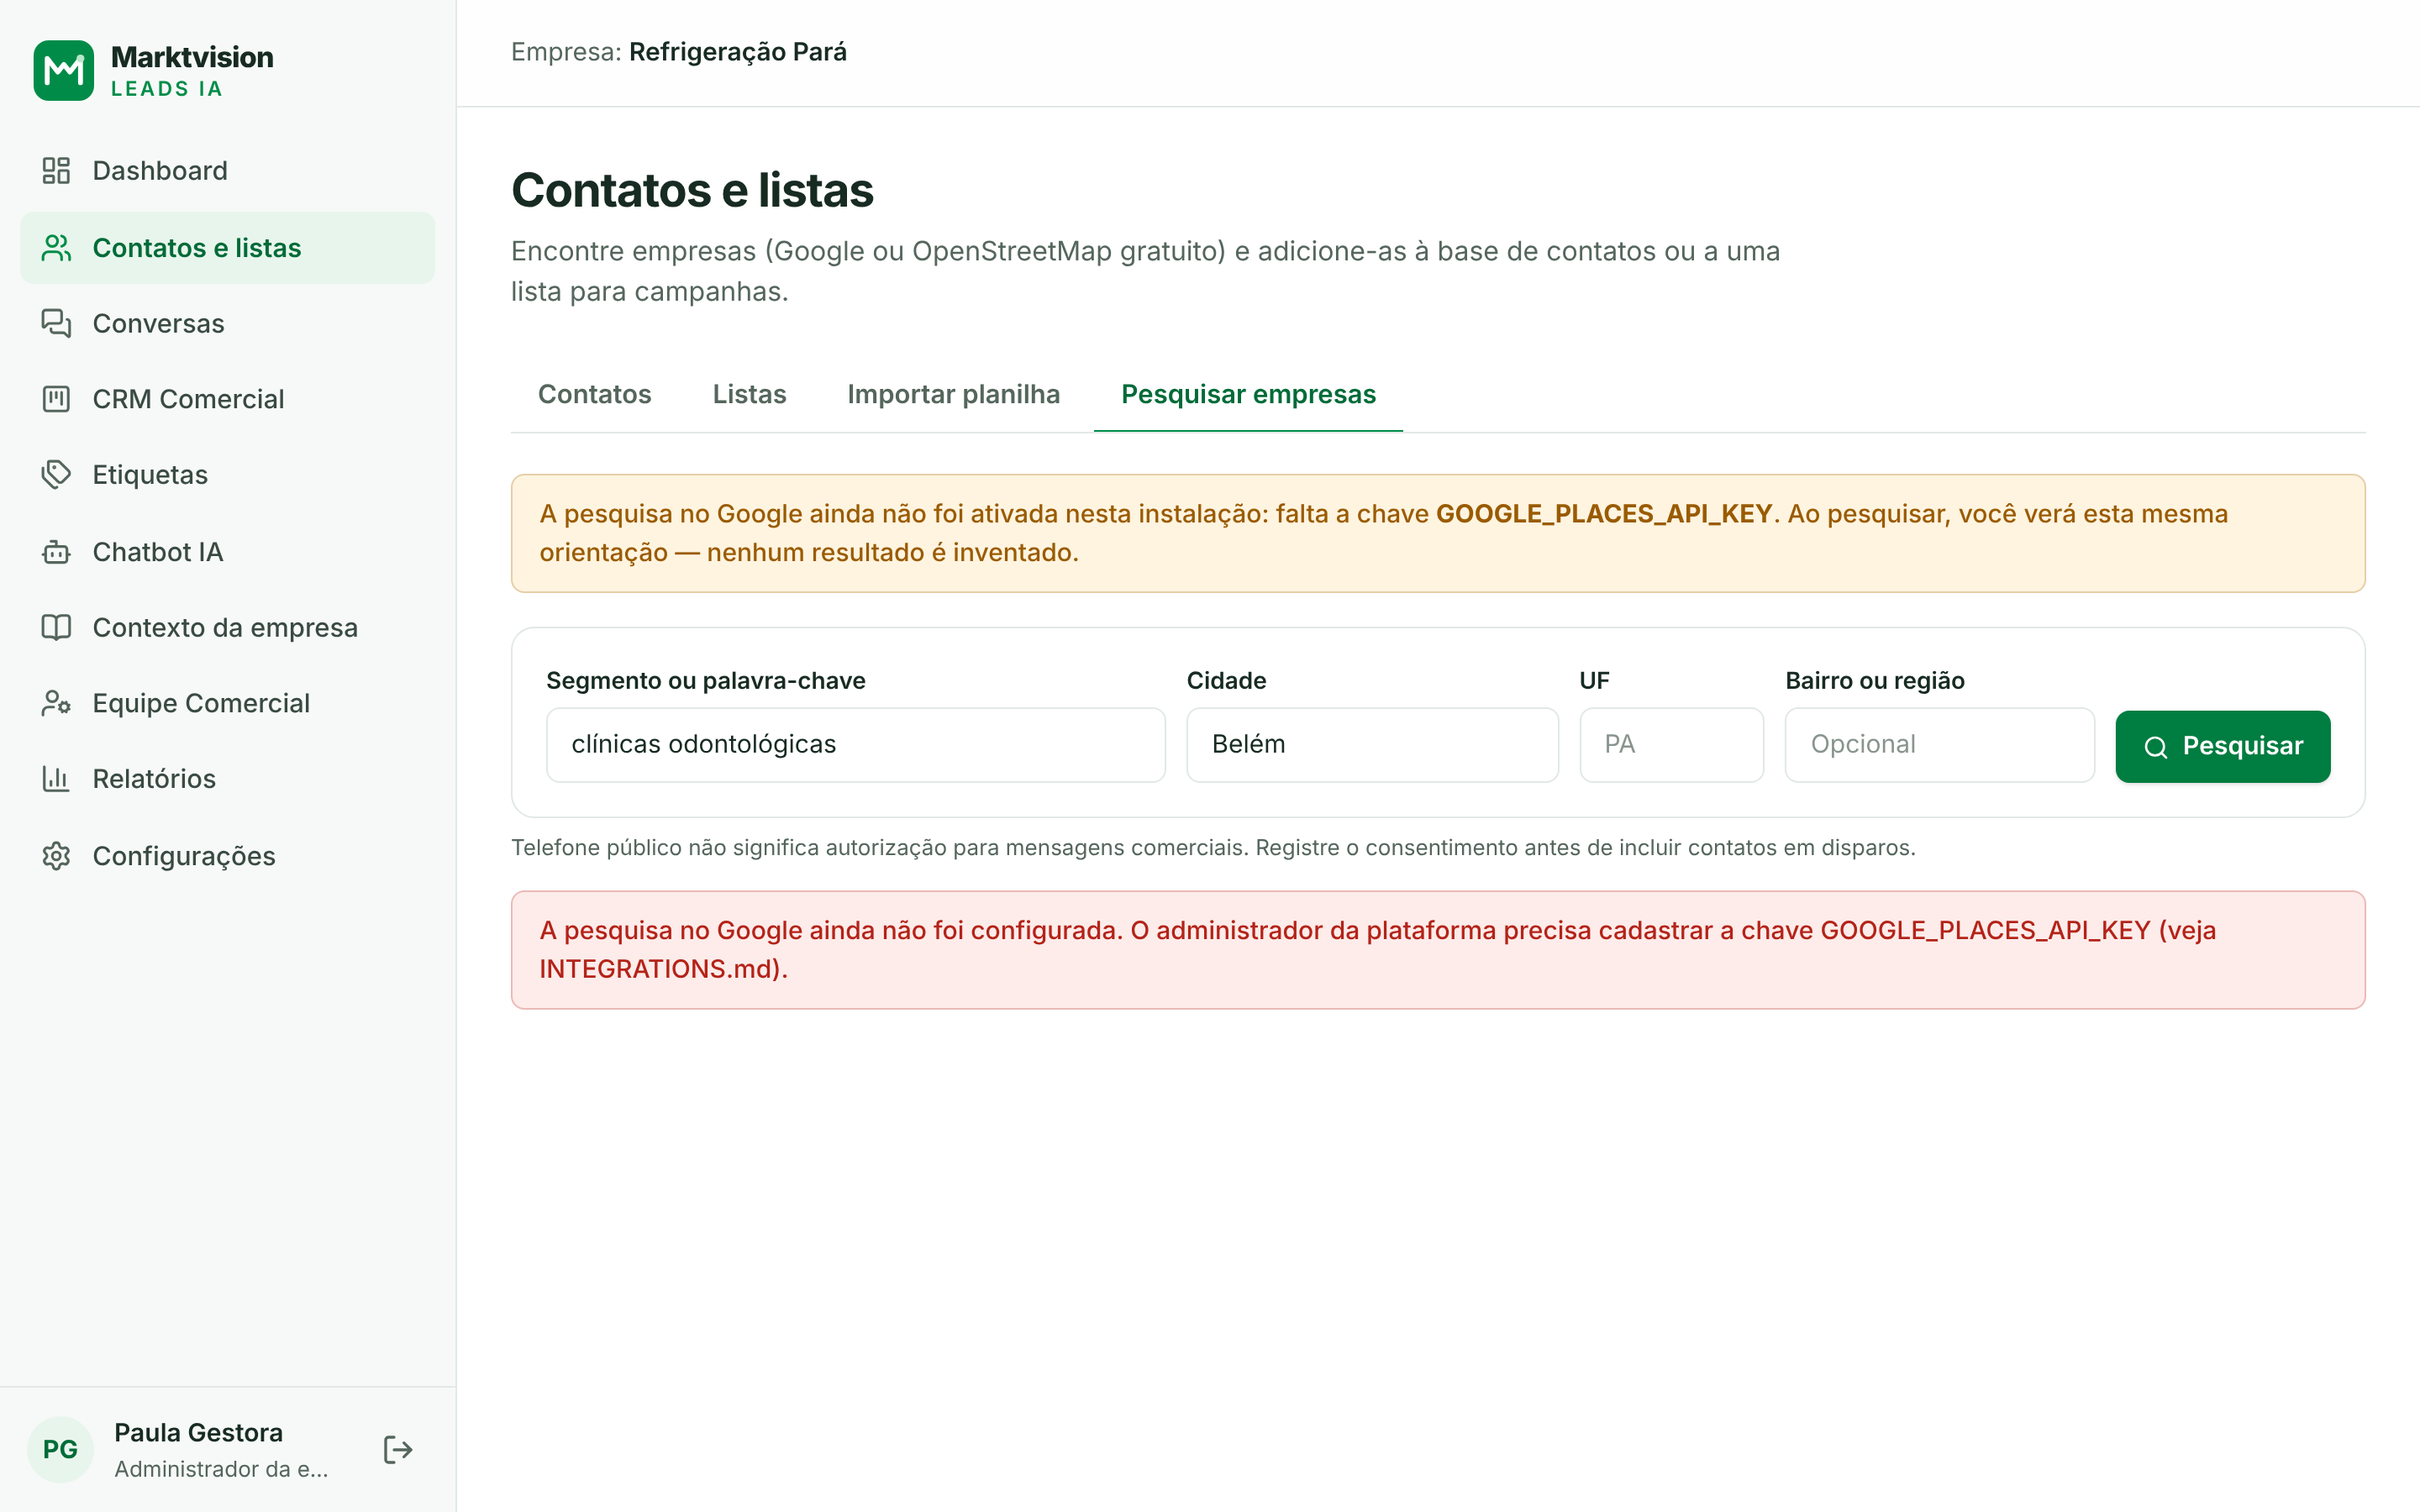 Marktvision
LEADS IA
Dashboard
Contatos e listas
Conversas
CRM Comercial
Etiquetas
Chatbot IA
Contexto da empresa
Equipe Comercial
Relatórios
Configurações
PG
Paula Gestora
Administrador da e...
Empresa: Refrigeração Pará
Contatos e listas
Encontre empresas (Google ou OpenStreetMap gratuito) e adicione-as à base de contatos ou a uma
lista para campanhas.
Contatos
Listas
Importar planilha
Pesquisar empresas
A pesquisa no Google ainda não foi ativada nesta instalação: falta a chave GOOGLE_PLACES_API_KEY. Ao pesquisar, você verá esta mesma
orientação — nenhum resultado é inventado.
Segmento ou palavra-chave
clínicas odontológicas
Cidade
Belém
UF
PA
Bairro ou região
Opcional
Pesquisar
Telefone público não significa autorização para mensagens comerciais. Registre o consentimento antes de incluir contatos em disparos.
A pesquisa no Google ainda não foi configurada. O administrador da plataforma precisa cadastrar a chave GOOGLE_PLACES_API_KEY (veja
INTEGRATIONS.md).